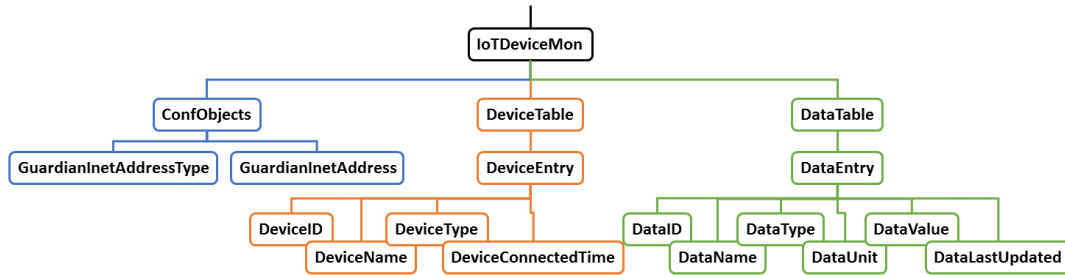 IoTDeviceMon
ConfObjects
DeviceTable
DataTable
GuardianInetAddressType
GuardianInetAddress
DeviceEntry
DataEntry
DeviceID
DeviceType
DataID
DataType
DataValue
DeviceName
DeviceConnectedTime
DataName
DataUnit
DataLastUpdated